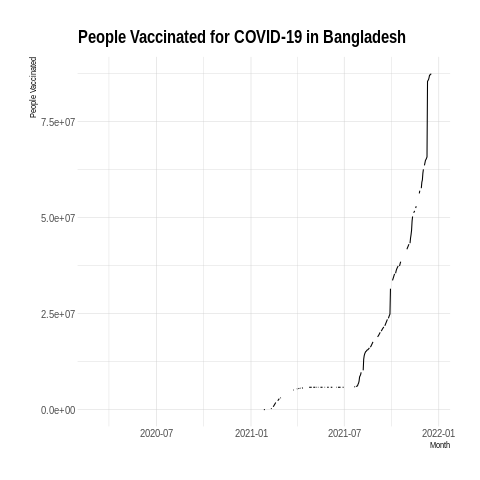 People Vaccinated for COVID-19 in Bangladesh
People Vaccinated
7.5e+07
5.0e+07
2.5e+07
0.0e+00
2020-07
2021-01
2021-07
2022-01
Month